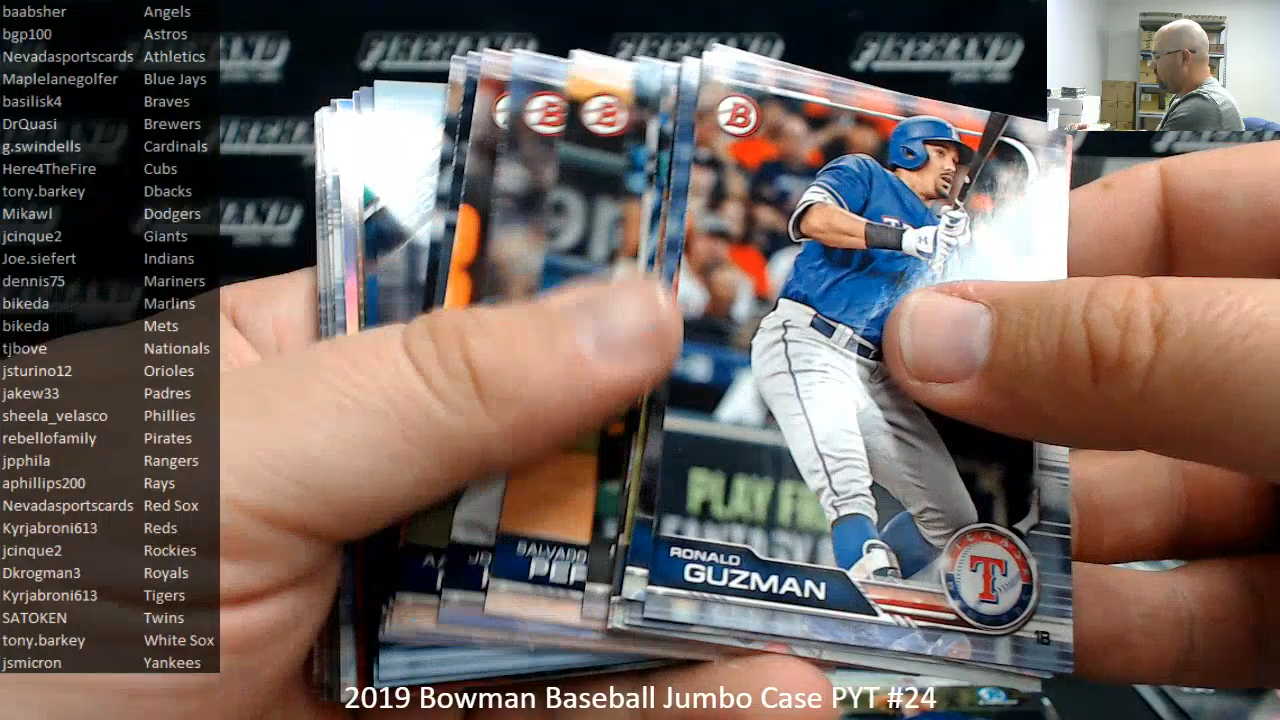 baabsher Angels
bgp100 Astros
Nevadasportscards Athletics
Maplelanegolfer Blue Jays
basilisk4 Braves
DrQuasi Brewers
g.swindells Cardinals
Here4TheFire Cubs
tony.barkey Dbacks
Mikawl Dodgers
jcinque2 Giants
Joe.siefert Indians
dennis75 Mariners
bikeda Marlins
bikeda Mets
tjbove Nationals
jsturino12 Orioles
jakew33 Padres
sheela_velasco Phillies
rebellofamily Pirates
jpphila Rangers
aphillips200 Rays
Nevadasportscards Red Sox
Kyrjabroni613 Reds
jcinque2 Rockies
Dkrogman3 Royals
Kyrjabroni613 Tigers
SATOKEN Twins
tony.barkey White Sox
jsmicron Yankees
FIREHAND
B
B
B
PLAY
RONALD
GUZMAN
T
1B
SALVADO
PER
2019 Bowman Baseball Jumbo Case PYT #24